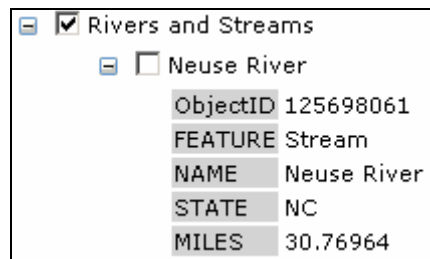 Rivers and Streams
Neuse River
ObjectID 125698061
FEATURE Stream
NAME Neuse River
STATE NC
MILES 30.76964